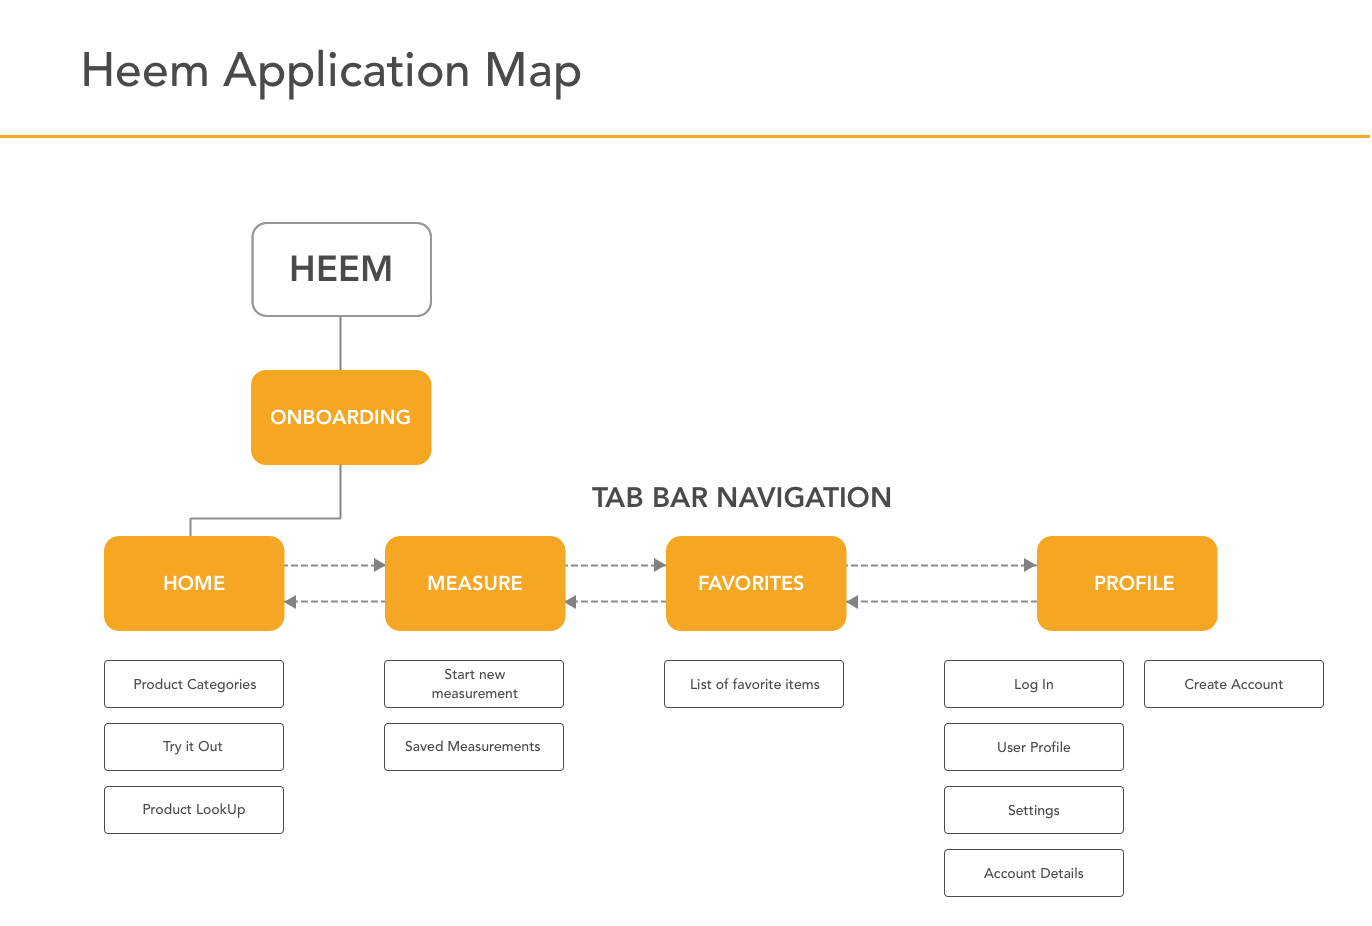 Heem Application Map
HEEM
ONBOARDING
TAB BAR NAVIGATION
HOME
MEASURE
FAVORITES
PROFILE
Product Categories
Try it Out
Product LookUp
Start new
measurement
Saved Measurements
List of favorite items
Log In
User Profile
Settings
Account Details
Create Account